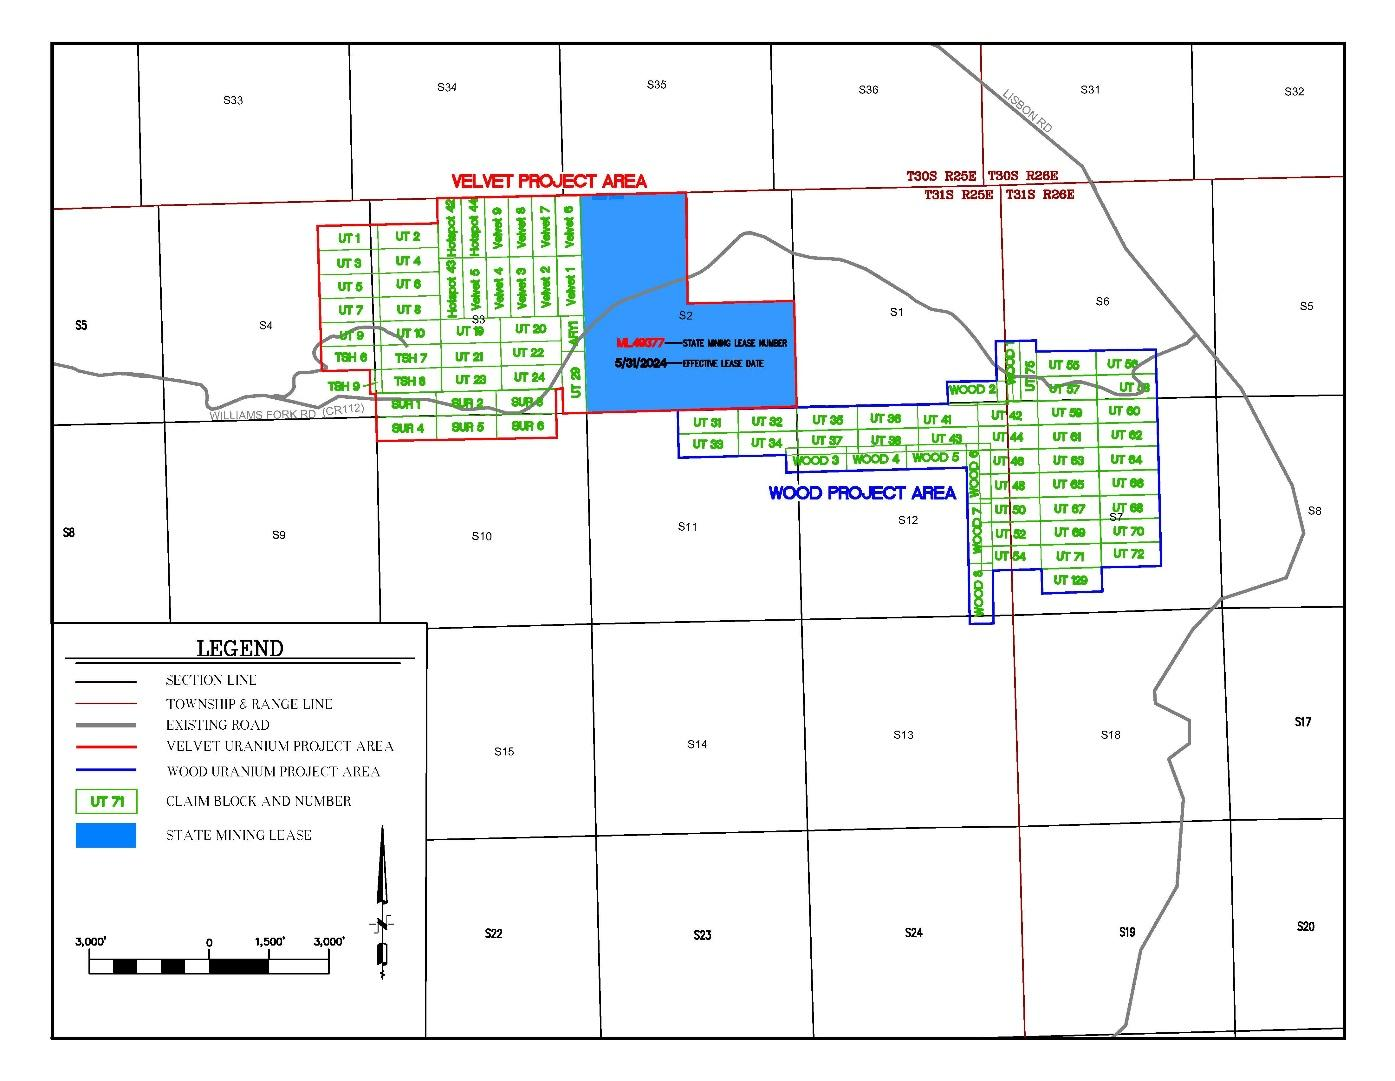 S33
S34
S35
S36
S31
S32
LISBON RD
T30S R25E
T30S R26E
T31S R25E
T31S R26E
VELVET PROJECT AREA
Hotspot 42
Hotspot 44
Velvet 9
Velvet 8
Velvet 7
Velvet 6
Hotspot 43
Velvet 5
Velvet 4
Velvet 3
Velvet 2
Velvet 1
UT 1
UT 2
UT 3
UT 4
UT 5
UT 6
UT 7
UT 8
UT 9
UT 10
UT 19
UT 20
TSH 6
TSH 7
UT 21
UT 22
TSH 9
TSH 8
UT 23
UT 24
ARY1
UT 29
SUR 1
SUR 2
SUR 3
SUR 4
SUR 5
SUR 6
S5
S4
S3
S2
S1
S6
S5
ML49377
STATE MINING LEASE NUMBER
5/31/2024
EFFECTIVE LEASE DATE
WILLIAMS FORK RD (CR112)
WOOD 1
UT 75
UT 55
UT 56
WOOD 2
UT 57
UT 58
UT 31
UT 32
UT 35
UT 36
UT 41
UT 42
UT 59
UT 60
UT 33
UT 34
UT 37
UT 38
UT 43
UT 44
UT 61
UT 62
WOOD 3
WOOD 4
WOOD 5
WOOD 6
UT 46
UT 63
UT 64
UT 48
UT 65
UT 66
WOOD 7
UT 50
UT 67
UT 68
UT 52
UT 69
UT 70
UT 54
UT 71
UT 72
WOOD 8
UT 129
WOOD PROJECT AREA
S8
S9
S10
S11
S12
S7
S8
LEGEND
SECTION LINE
TOWNSHIP & RANGE LINE
EXISTING ROAD
VELVET URANIUM PROJECT AREA
WOOD URANIUM PROJECT AREA
UT 71
CLAIM BLOCK AND NUMBER
STATE MINING LEASE
3,000'
0
1,500'
3,000'
N
S
S15
S14
S13
S18
S17
S22
S23
S24
S19
S20